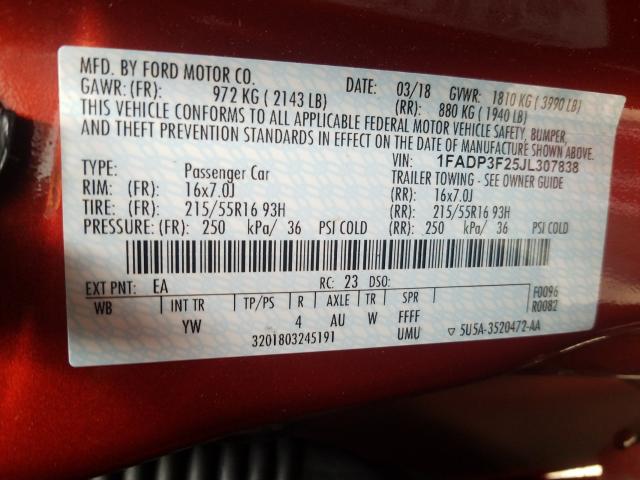 MFD. BY FORD MOTOR CO.
DATE: 03/18 GVWR: 1810 KG ( 3990 LB)
GAWR: (FR): 972 KG ( 2143 LB) (RR): 880 KG ( 1940 LB)
THIS VEHICLE CONFORMS TO ALL APPLICABLE FEDERAL MOTOR VEHICLE SAFETY, BUMPER,
AND THEFT PREVENTION STANDARDS IN EFFECT ON THE DATE OF MANUFACTURE SHOWN ABOVE.
VIN: 1FADP3F25JL307838
TYPE: Passenger Car TRAILER TOWING - SEE OWNER GUIDE
RIM: (FR): 16x7.0J (RR): 16x7.0J
TIRE: (FR): 215/55R16 93H (RR): 215/55R16 93H
PRESSURE: (FR): 250 kPa/ 36 PSI COLD (RR): 250 kPa/ 36 PSI COLD
EXT PNT: EA RC: 23 DSO:
WB INT TR TP/PS R AXLE TR SPR F0096
R0082
YW 4 AU W FFFF
3201803245191 UMU ▽ 5U5A-3520472-AA